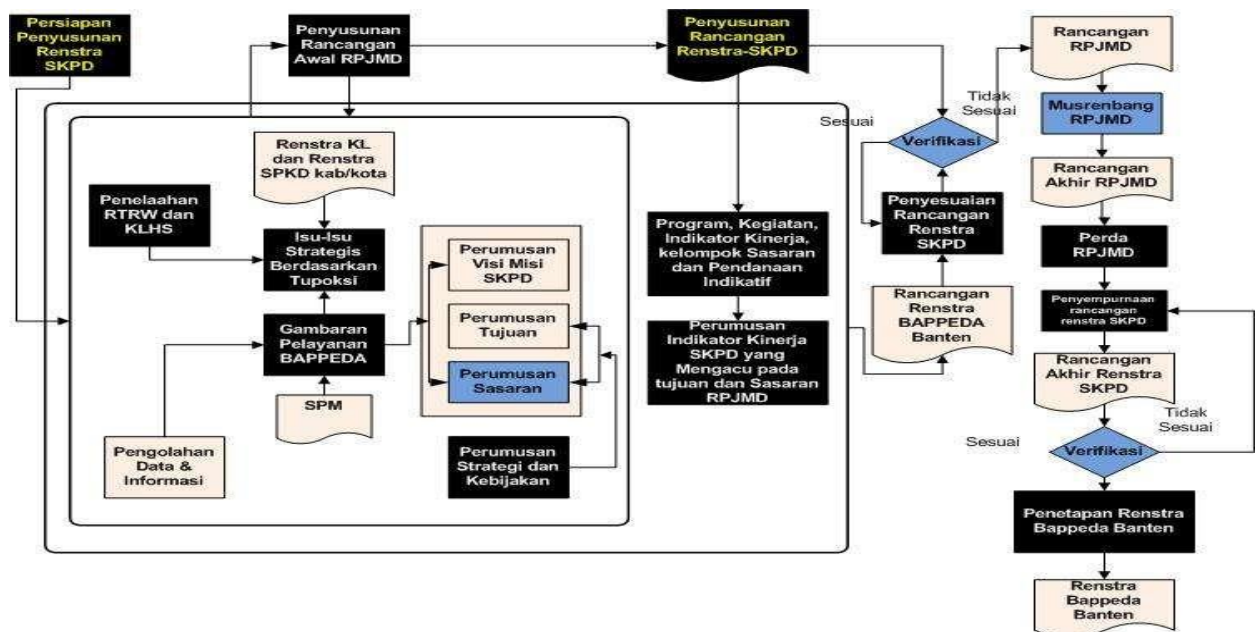 Persiapan
Penyusunan
Renstra
SKPD
Penyusunan
Rancangan
Awal RPJMD
Penyusunan
Rancangan
Renstra-SKPD
Rancangan
RPJMD
Tidak
Sesuai
Sesuai
Verifikasi
Musrenbang
RPJMD
Renstra KL
dan Renstra
SPKD kab/kota
Rancangan
Akhir RPJMD
Penelaahan
RTRW dan
KLHS
Penyesuaian
Rancangan
Renstra
SKPD
Isu-Isu
Strategis
Berdasarkan
Tupoksi
Perumusan
Visi Misi
SKPD
Program, Kegiatan,
Indikator Kinerja,
kelompok Sasaran
dan Pendanaan
Indikatif
Perda
RPJMD
Rancangan
Renstra
BAPPEDA
Banten
Penyempurnaan
rancangan
renstra SKPD
Gambaran
Pelayanan
BAPPEDA
Perumusan
Tujuan
Perumusan
Indikator Kinerja
SKPD yang
Mengacu pada
tujuan dan Sasaran
RPJMD
Perumusan
Sasaran
Rancangan
Akhir Renstra
SKPD
SPM
Tidak
Sesuai
Sesuai
Verifikasi
Pengolahan
Data &
Informasi
Perumusan
Strategi dan
Kebijakan
Penetapan Renstra
Bappeda Banten
Renstra
Bappeda
Banten